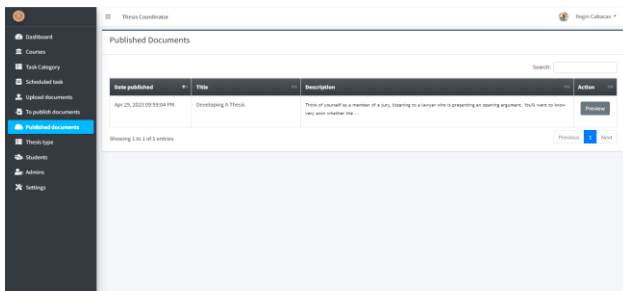 Thesis Coordinator
Regin Cabacas
Dashboard
Courses
Task Category
Scheduled task
Upload documents
To publish documents
Published documents
Thesis type
Students
Admins
Settings
Published Documents
Search:
Date published Title Description Action
Apr 29, 2023 09:59:04 PM Developing A Thesis Think of yourself as a member of a jury, listening to a lawyer who is presenting an opening argument. You'll want to know
very soon whether the ... Preview
Showing 1 to 1 of 1 entries
Previous 1 Next